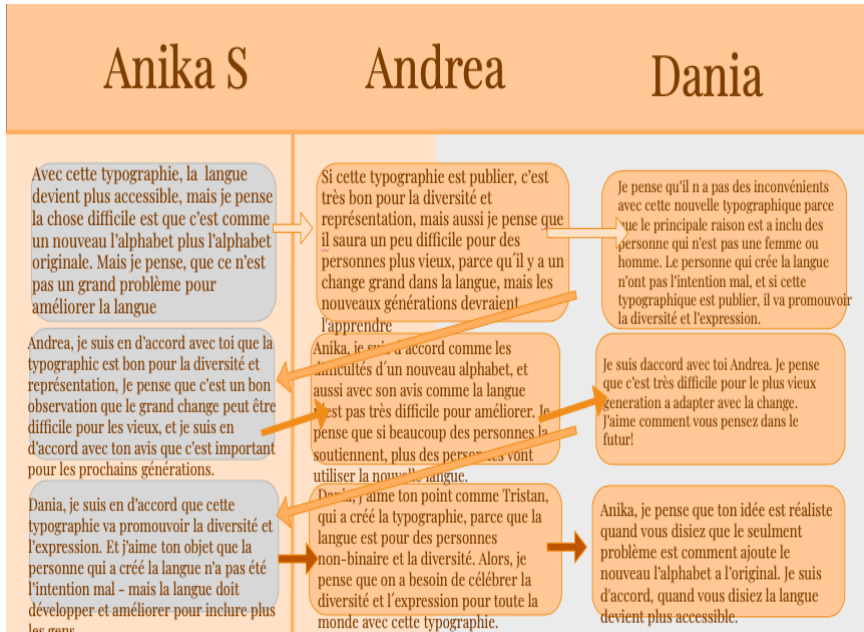 Anika S
Andrea
Dania
Avec cette typographie, la langue
devient plus accessible, mais je pense
la chose difficile est que c'est comme
un nouveau l'alphabet plus l'alphabet
originale. Mais je pense, que ce n'est
pas un grand problème pour
améliorer la langue
Si cette typographie est publier, c'est
très bon pour la diversité et
représentation, mais aussi je pense que
il saura un peu difficile pour des
personnes plus vieux, parce qu'il y a un
change grand dans la langue, mais les
nouveaux générations devraient
l'apprendre
Je pense qu'il n a pas des inconvénients
avec cette nouvelle typographique parce
que le principale raison est a inclu des
personne qui n'est pas une femme ou
homme. Le personne qui crée la langue
n'ont pas l'intention mal, et si cette
typographique est publier, il va promouvoir
la diversité et l'expression.
Andrea, je suis en d'accord avec toi que la
typographic est bon pour la diversité et
représentation, Je pense que c'est un bon
observation que le grand change peut être
difficile pour les vieux, et je suis en
d'accord avec ton avis que c'est important
pour les prochains générations.
Anika, je suis d'accord comme les
difficultés d´un nouveau alphabet, et
aussi avec son avis comme la langue
n'est pas très difficile pour améliorer. Je
pense que si beaucoup des personnes la
soutiennent, plus des personnes vont
utiliser la nouvelle langue.
Je suis daccord avec toi Andrea. Je pense
que c'est très difficile pour le plus vieux
generation a adapter avec la change.
J'aime comment vous pensez dans le
futur!
Dania, je suis en d'accord que cette
typographie va promouvoir la diversité et
l'expression. Et j'aime ton objet que la
personne qui a créé la langue n'a pas été
l'intention mal - mais la langue doit
développer et améliorer pour inclure plus
les gens
Dania, j'aime ton point comme Tristan,
qui a créé la typographie, parce que la
langue est pour des personnes
non-binaire et la diversité. Alors, je
pense que on a besoin de célébrer la
diversité et l´expression pour toute la
monde avec cette typographie.
Anika, je pense que ton idée est réaliste
quand vous disiez que le seulment
problème est comment ajoute le
nouveau l'alphabet a l'original. Je suis
d'accord, quand vous disiez la langue
devient plus accessible.